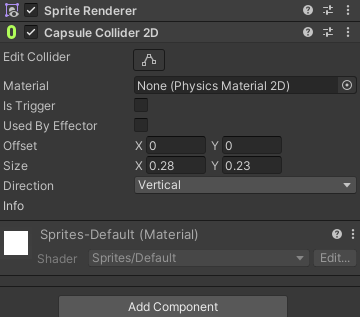 Sprite Renderer
Capsule Collider 2D
Edit Collider
Material None (Physics Material 2D)
Is Trigger
Used By Effector
Offset X 0 Y 0
Size X 0.28 Y 0.23
Direction Vertical
Info
Sprites-Default (Material)
Shader Sprites/Default Edit...
Add Component